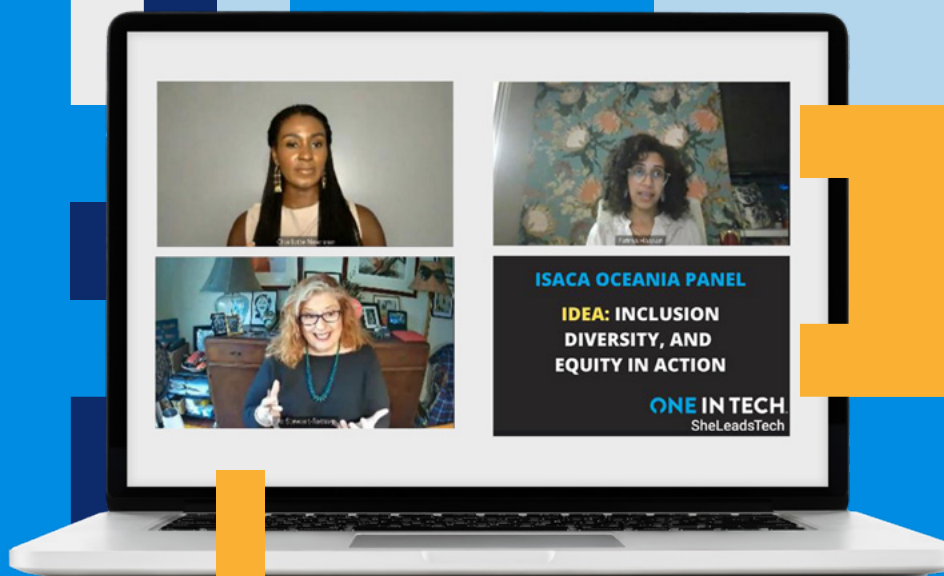 ISACA OCEANIA PANEL
IDEA: INCLUSION
DIVERSITY, AND
EQUITY IN ACTION
ONE IN TECH
SheLeadsTech